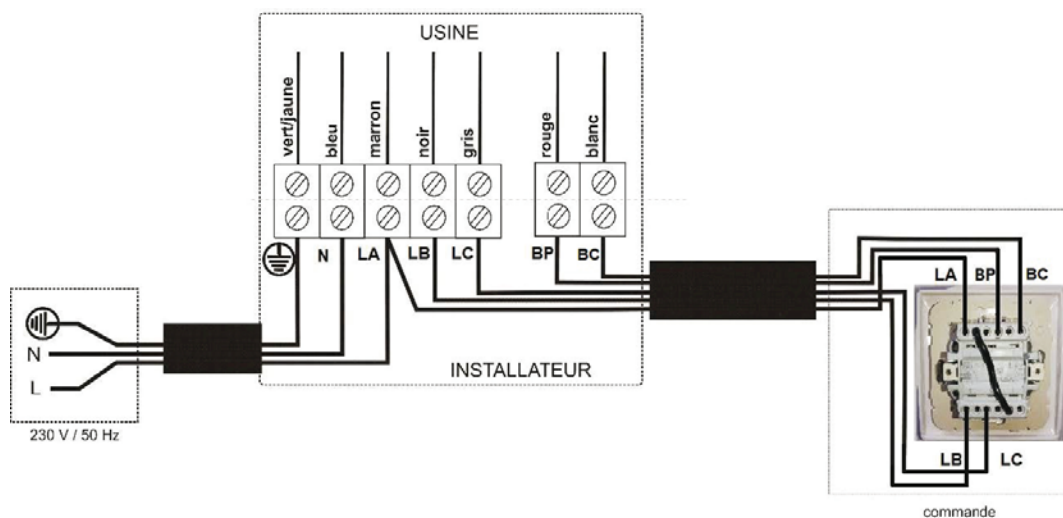 USINE
vert/jaune
bleu
marron
noir
gris
rouge
blanc
N
LA
LB
LC
BP
BC
LA BP BC
N
L
INSTALLATEUR
230 V / 50 Hz
LB LC
commande